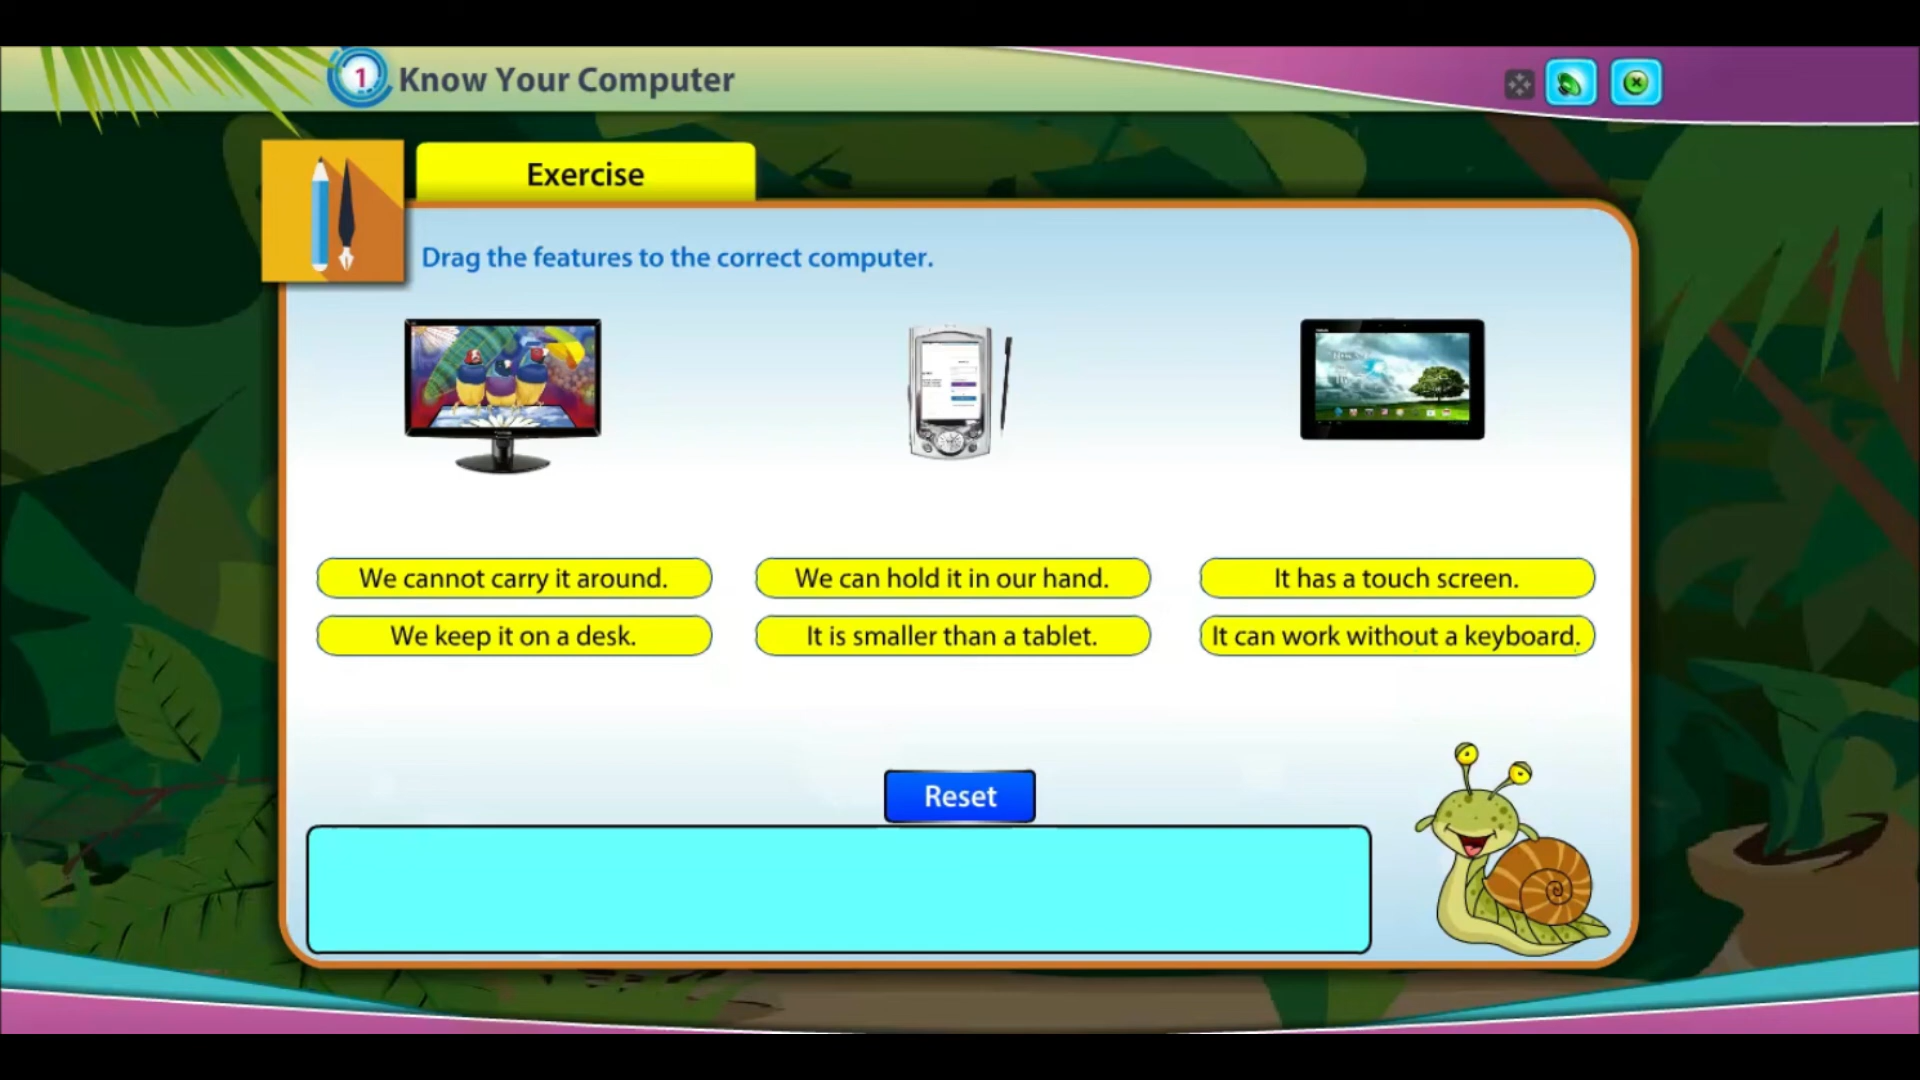 1 Know Your Computer
Exercise
Drag the features to the correct computer.
We cannot carry it around.
We can hold it in our hand.
It has a touch screen.
We keep it on a desk.
It is smaller than a tablet.
It can work without a keyboard.
Reset